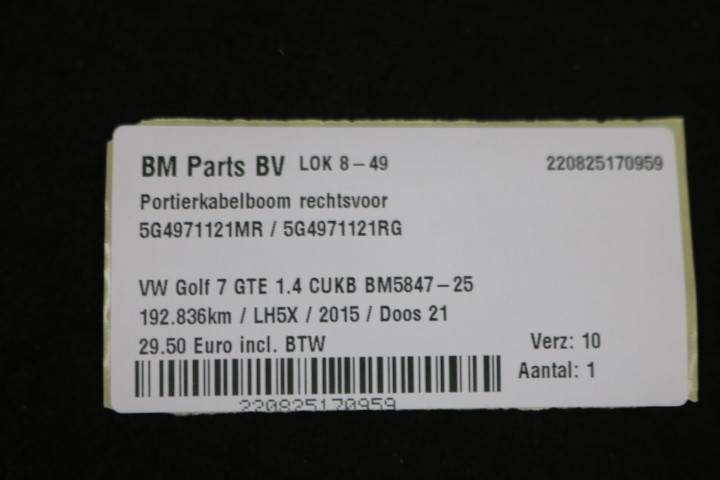 BM Parts BV LOK 8-49 220825170959
Portierkabelboom rechtsvoor
5G4971121MR / 5G4971121RG
VW Golf 7 GTE 1.4 CUKB BM5847-25
192.836km / LH5X / 2015 / Doos 21
29.50 Euro incl. BTW Verz: 10
Aantal: 1
220825170959